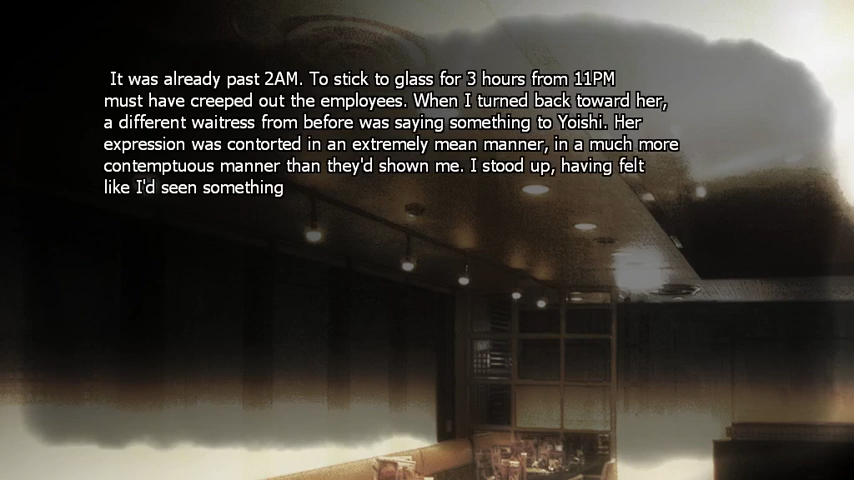 It was already past 2AM. To stick to glass for 3 hours from 11PM
must have creeped out the employees. When I turned back toward her,
a different waitress from before was saying something to Yoishi. Her
expression was contorted in an extremely mean manner, in a much more
contemptuous manner than they'd shown me. I stood up, having felt
like I'd seen something